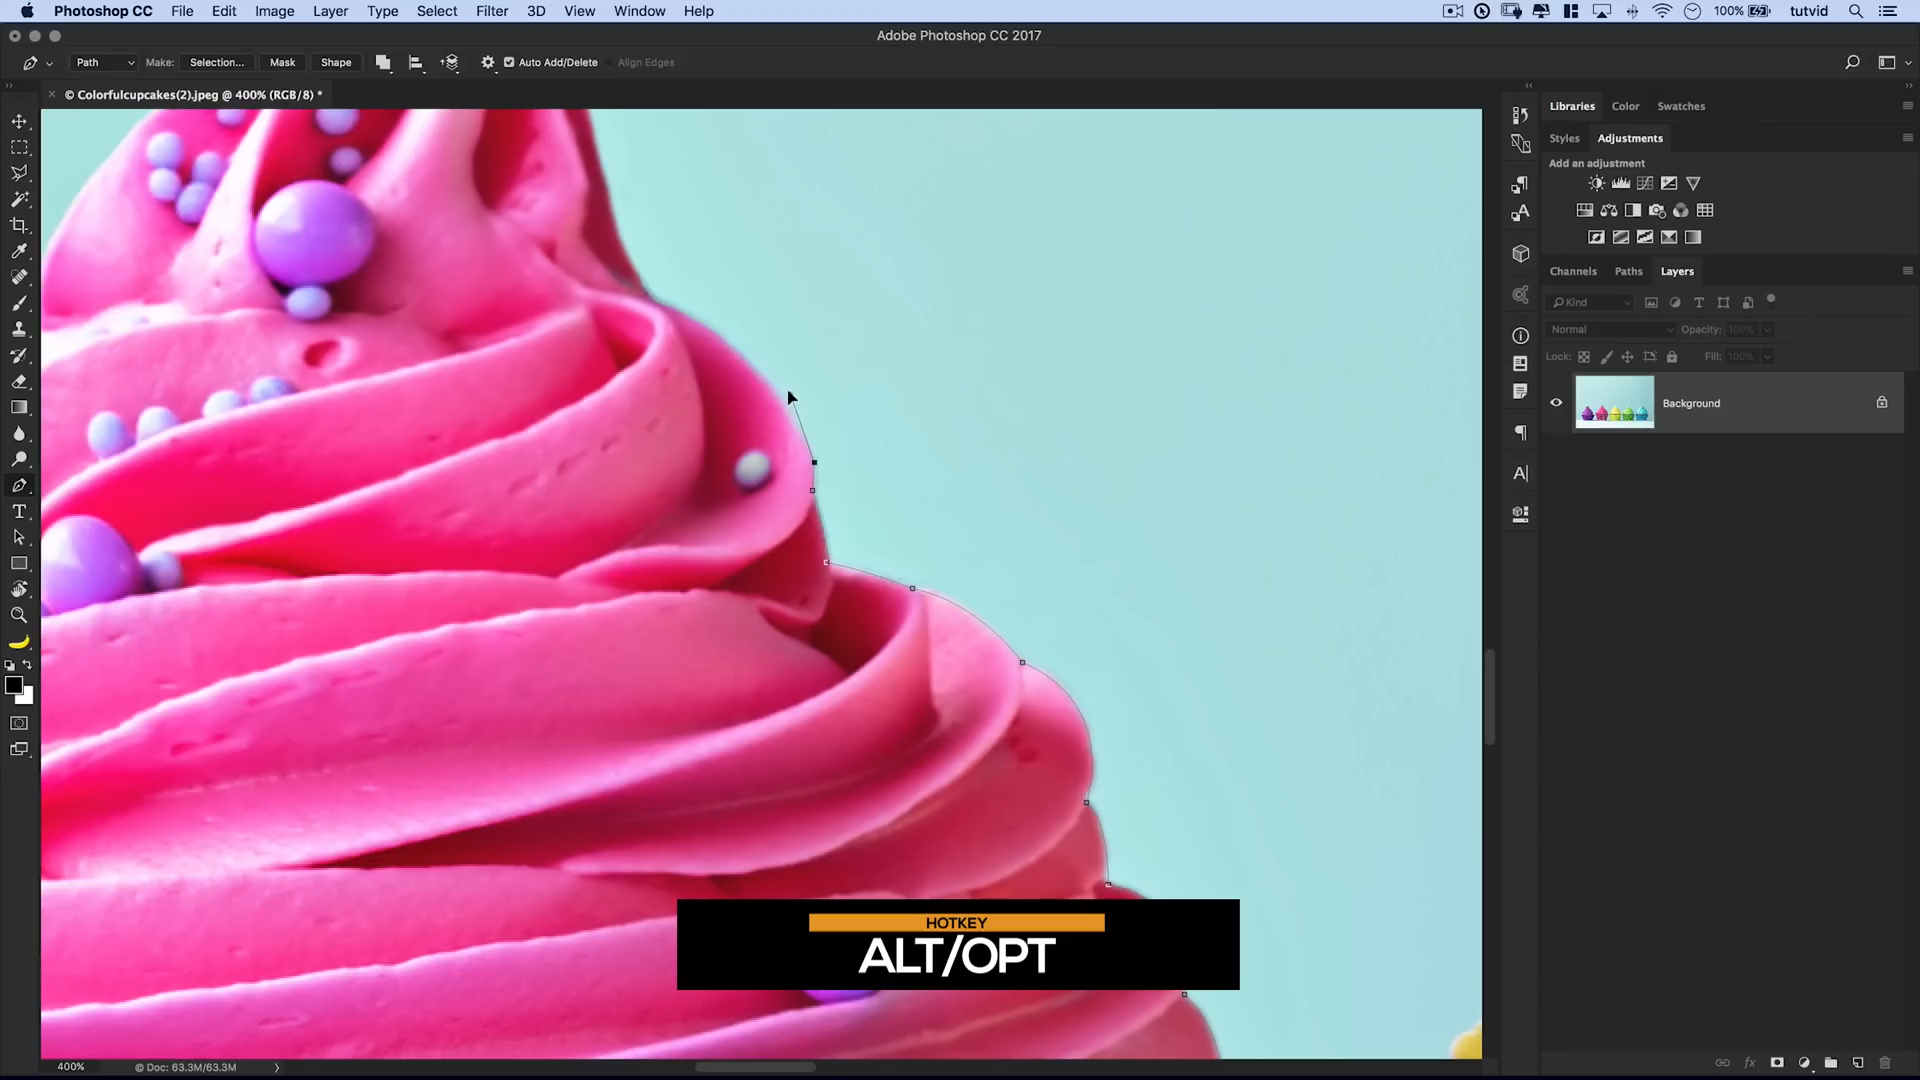 Photoshop CC File Edit Image Layer Type Select Filter 3D View Window Help 100% tutvid
Adobe Photoshop CC 2017
Path Make: Selection... Mask Shape Auto Add/Delete Align Edges
© Colorfulcupcakes(2).jpeg @ 400% (RGB/8) *
Libraries Color Swatches
Styles Adjustments
Add an adjustment
Channels Paths Layers
Kind
Normal Opacity: 100%
Lock: Fill: 100%
Background
HOTKEY
ALT/OPT
400% Doc: 63.3M/63.3M